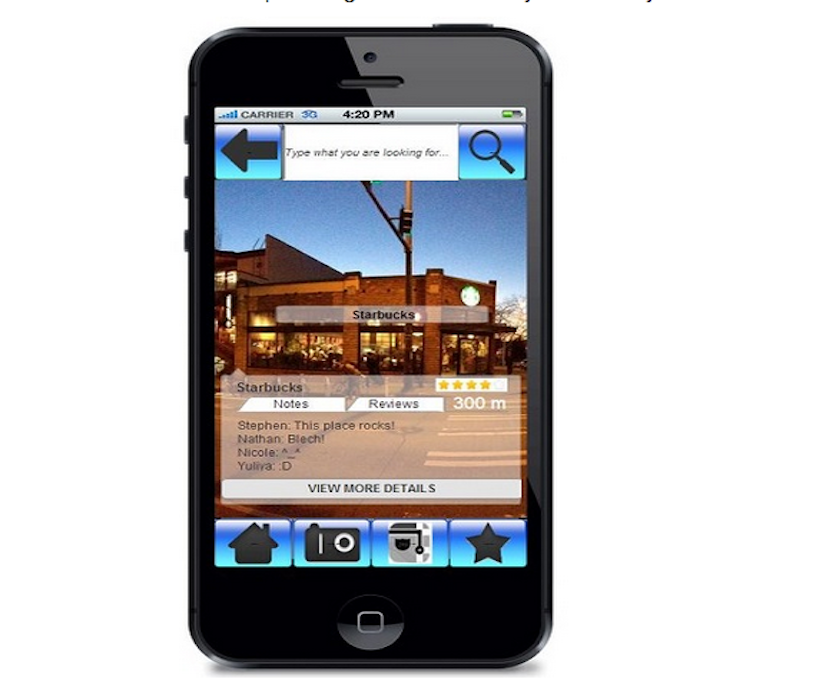 CARRIER 3G 4:20 PM
Type what you are looking for...
Starbucks
Starbucks
Notes Reviews 300 m
Stephen: This place rocks!
Nathan: Blech!
Nicole: ^_^
Yuliya: :D
VIEW MORE DETAILS